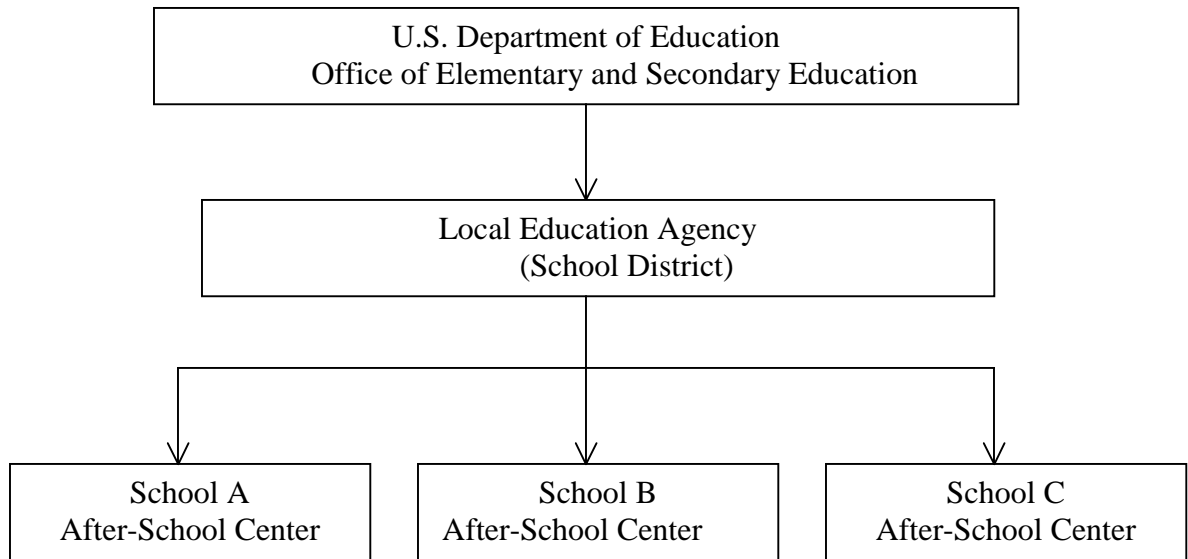 U.S. Department of Education
Office of Elementary and Secondary Education
Local Education Agency
(School District)
School A
After-School Center
School B
After-School Center
School C
After-School Center